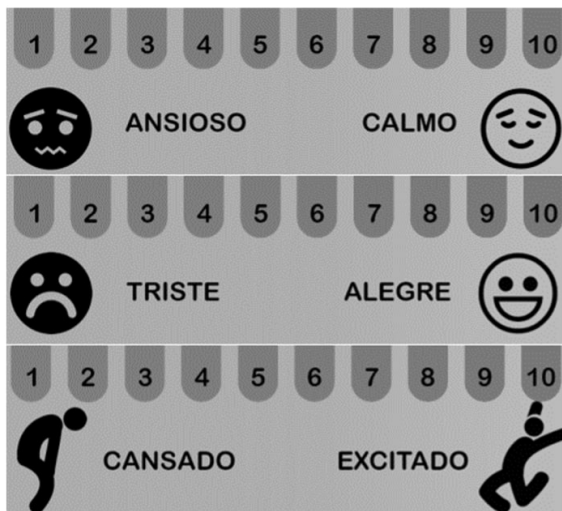 1 2 3 4 5 6 7 8 9 10
ANSIOSO CALMO
1 2 3 4 5 6 7 8 9 10
TRISTE ALEGRE
1 2 3 4 5 6 7 8 9 10
CANSADO EXCITADO